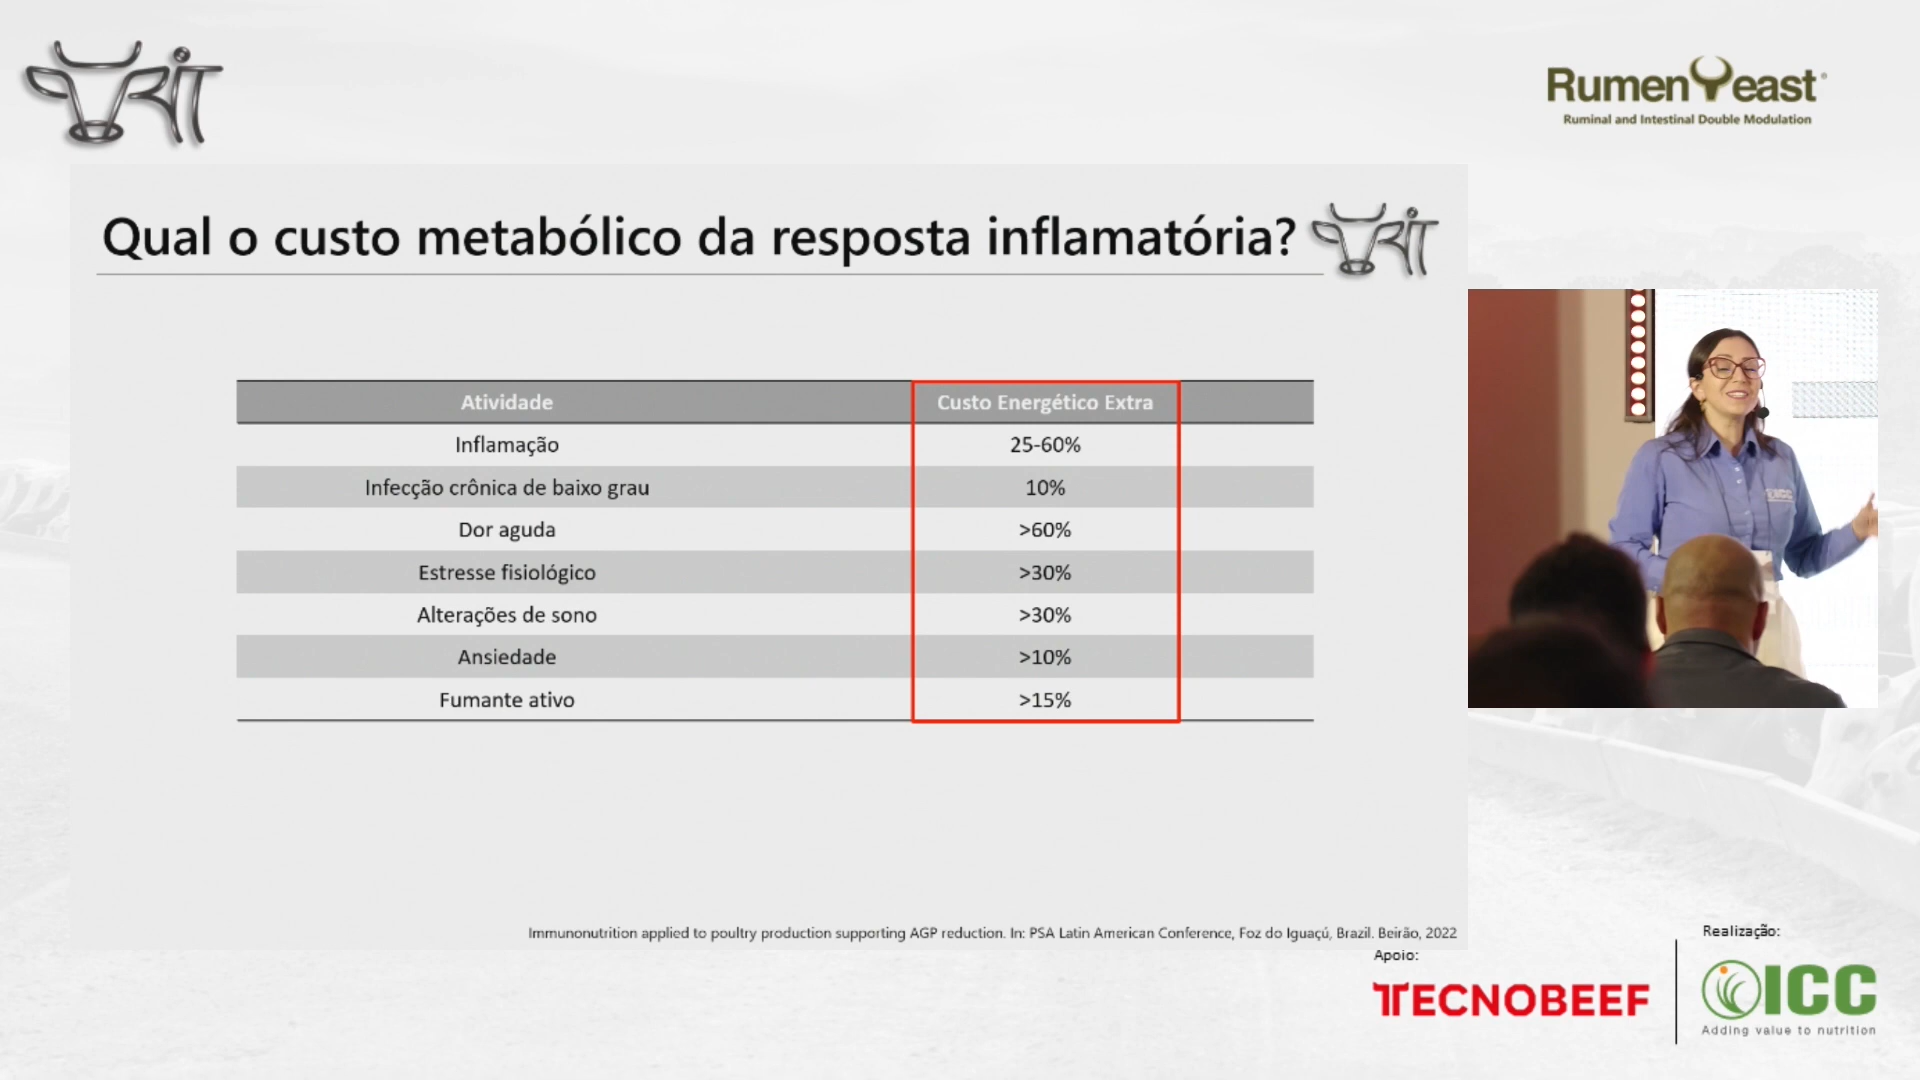 RumenYeast®
Ruminal and Intestinal Double Modulation
Qual o custo metabólico da resposta inflamatória?
Atividade Custo Energético Extra
Inflamação 25-60%
Infecção crônica de baixo grau 10%
Dor aguda >60%
Estresse fisiológico >30%
Alterações de sono >30%
Ansiedade >10%
Fumante ativo >15%
ICC
Immunonutrition applied to poultry production supporting AGP reduction. In: PSA Latin American Conference, Foz do Iguaçú, Brazil. Beirão, 2022
Apoio:
TECNOBEEF
Realização:
ICC
Adding value to nutrition